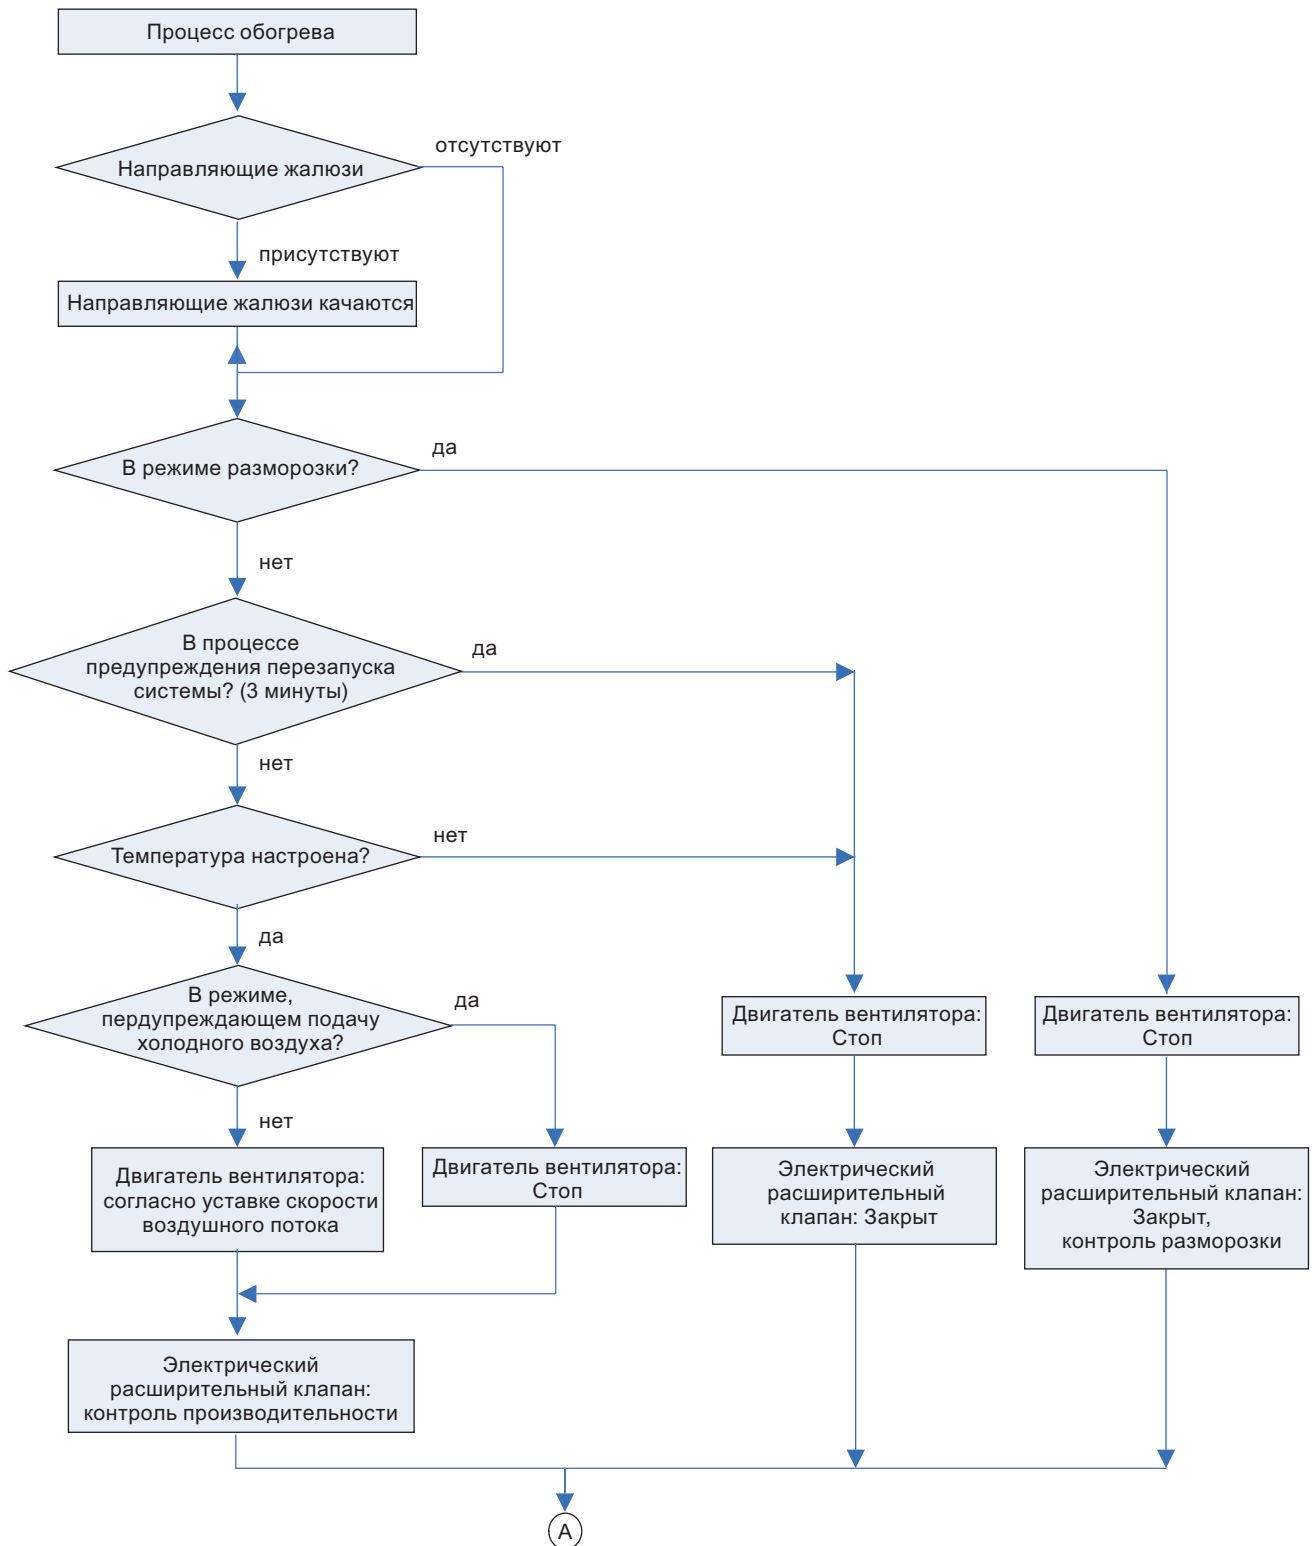 Процесс обогрева
отсутствуют
Направляющие жалюзи
присутствуют
Направляющие жалюзи качаются
да
В режиме разморозки?
нет
В процессе
предупреждения перезапуска
системы? (3 минуты)
да
нет
Температура настроена?
нет
да
В режиме,
пердупреждающем подачу
холодного воздуха?
да
нет
Двигатель вентилятора:
согласно уставке скорости
воздушного потока
Двигатель вентилятора:
Стоп
Двигатель вентилятора:
Стоп
Двигатель вентилятора:
Стоп
Электрический
расширительный
клапан: Закрыт
Электрический
расширительный клапан:
Закрыт,
контроль разморозки
Электрический
расширительный клапан:
контроль производительности
A